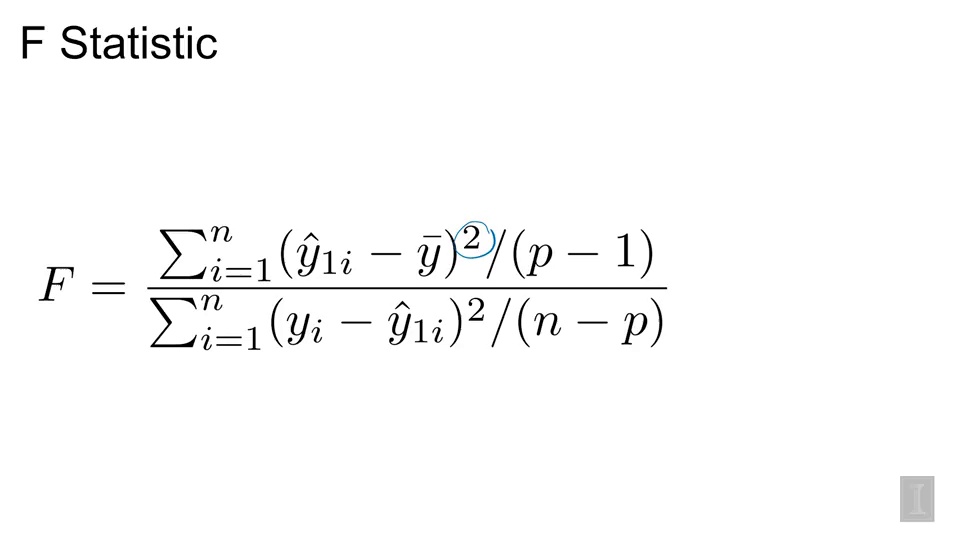 F Statistic
F = \frac{\sum_{i=1}^{n}(\hat{y}_{1i} - \bar{y})^2/(p - 1)}{\sum_{i=1}^{n}(y_i - \hat{y}_{1i})^2/(n - p)}
I